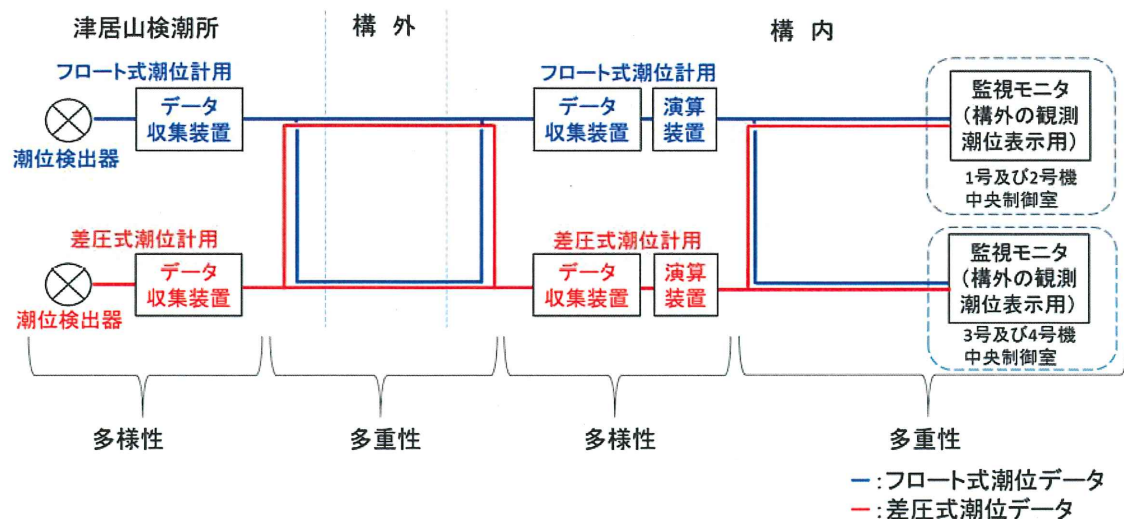 津居山検潮所
構 外
構 内
フロート式潮位計用
データ
収集装置
潮位検出器
フロート式潮位計用
データ
収集装置
演算
装置
監視モニタ
(構外の観測
潮位表示用)
1号及び2号機
中央制御室
差圧式潮位計用
データ
収集装置
潮位検出器
差圧式潮位計用
データ
収集装置
演算
装置
監視モニタ
(構外の観測
潮位表示用)
3号及び4号機
中央制御室
多様性
多重性
多様性
多重性
:フロート式潮位データ
:差圧式潮位データ